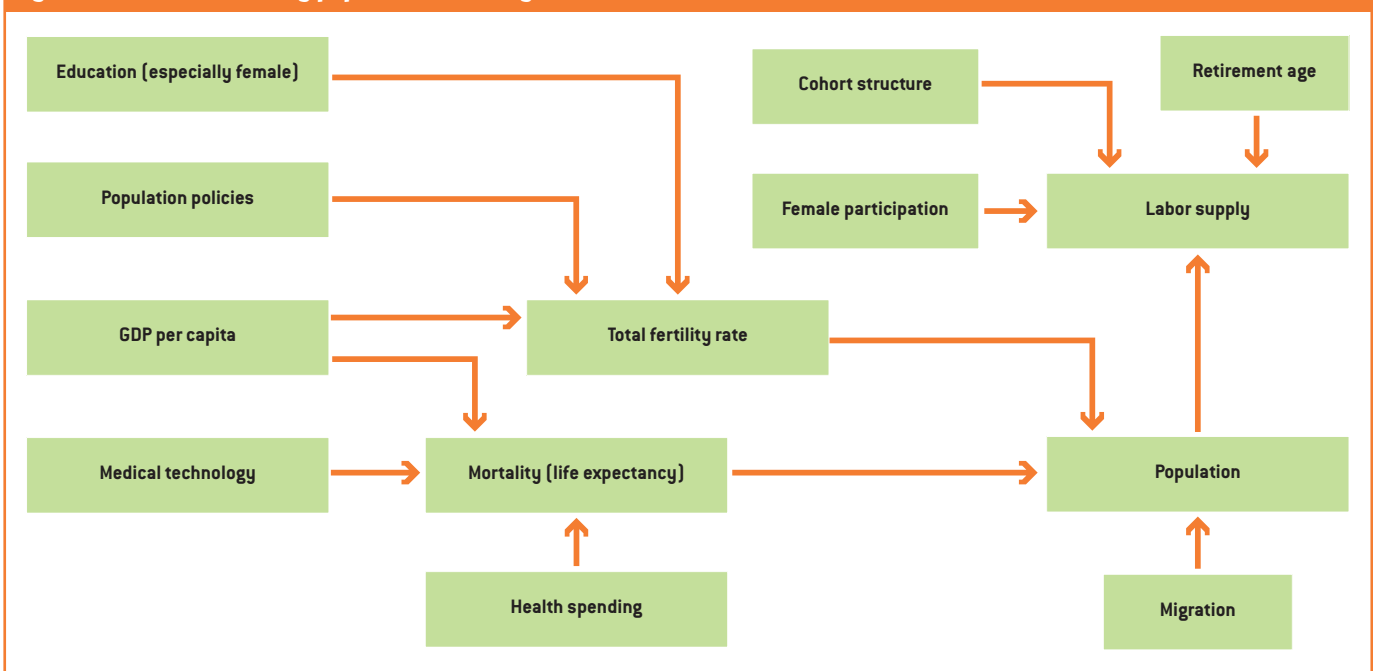 Education (especially female)
Cohort structure
Retirement age
Population policies
Female participation
Labor supply
GDP per capita
Total fertility rate
Medical technology
Mortality (life expectancy)
Population
Health spending
Migration